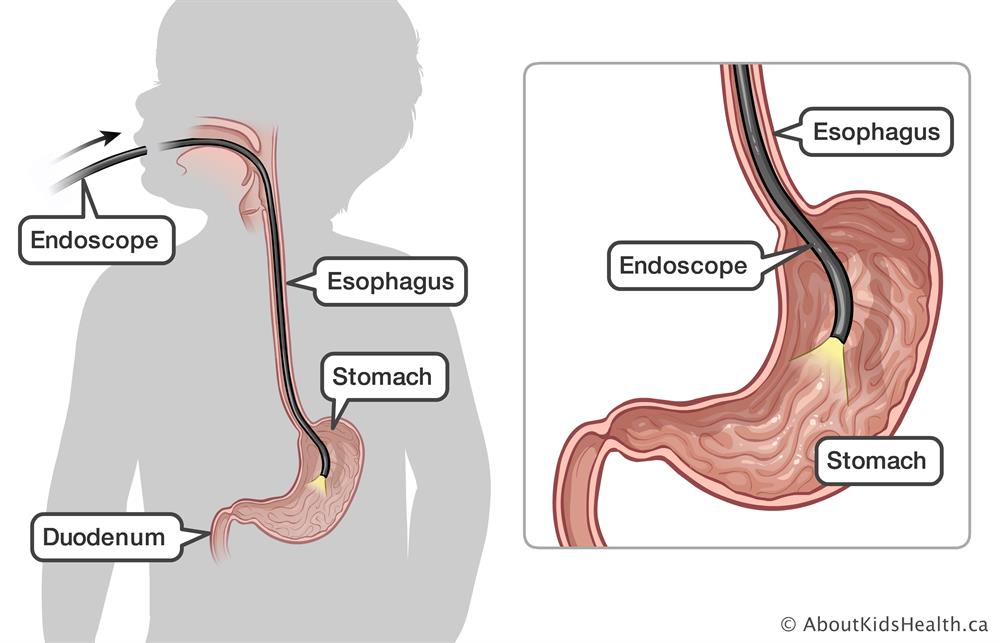 Endoscope
Esophagus
Stomach
Duodenum
Esophagus
Endoscope
Stomach
© AboutKidsHealth.ca